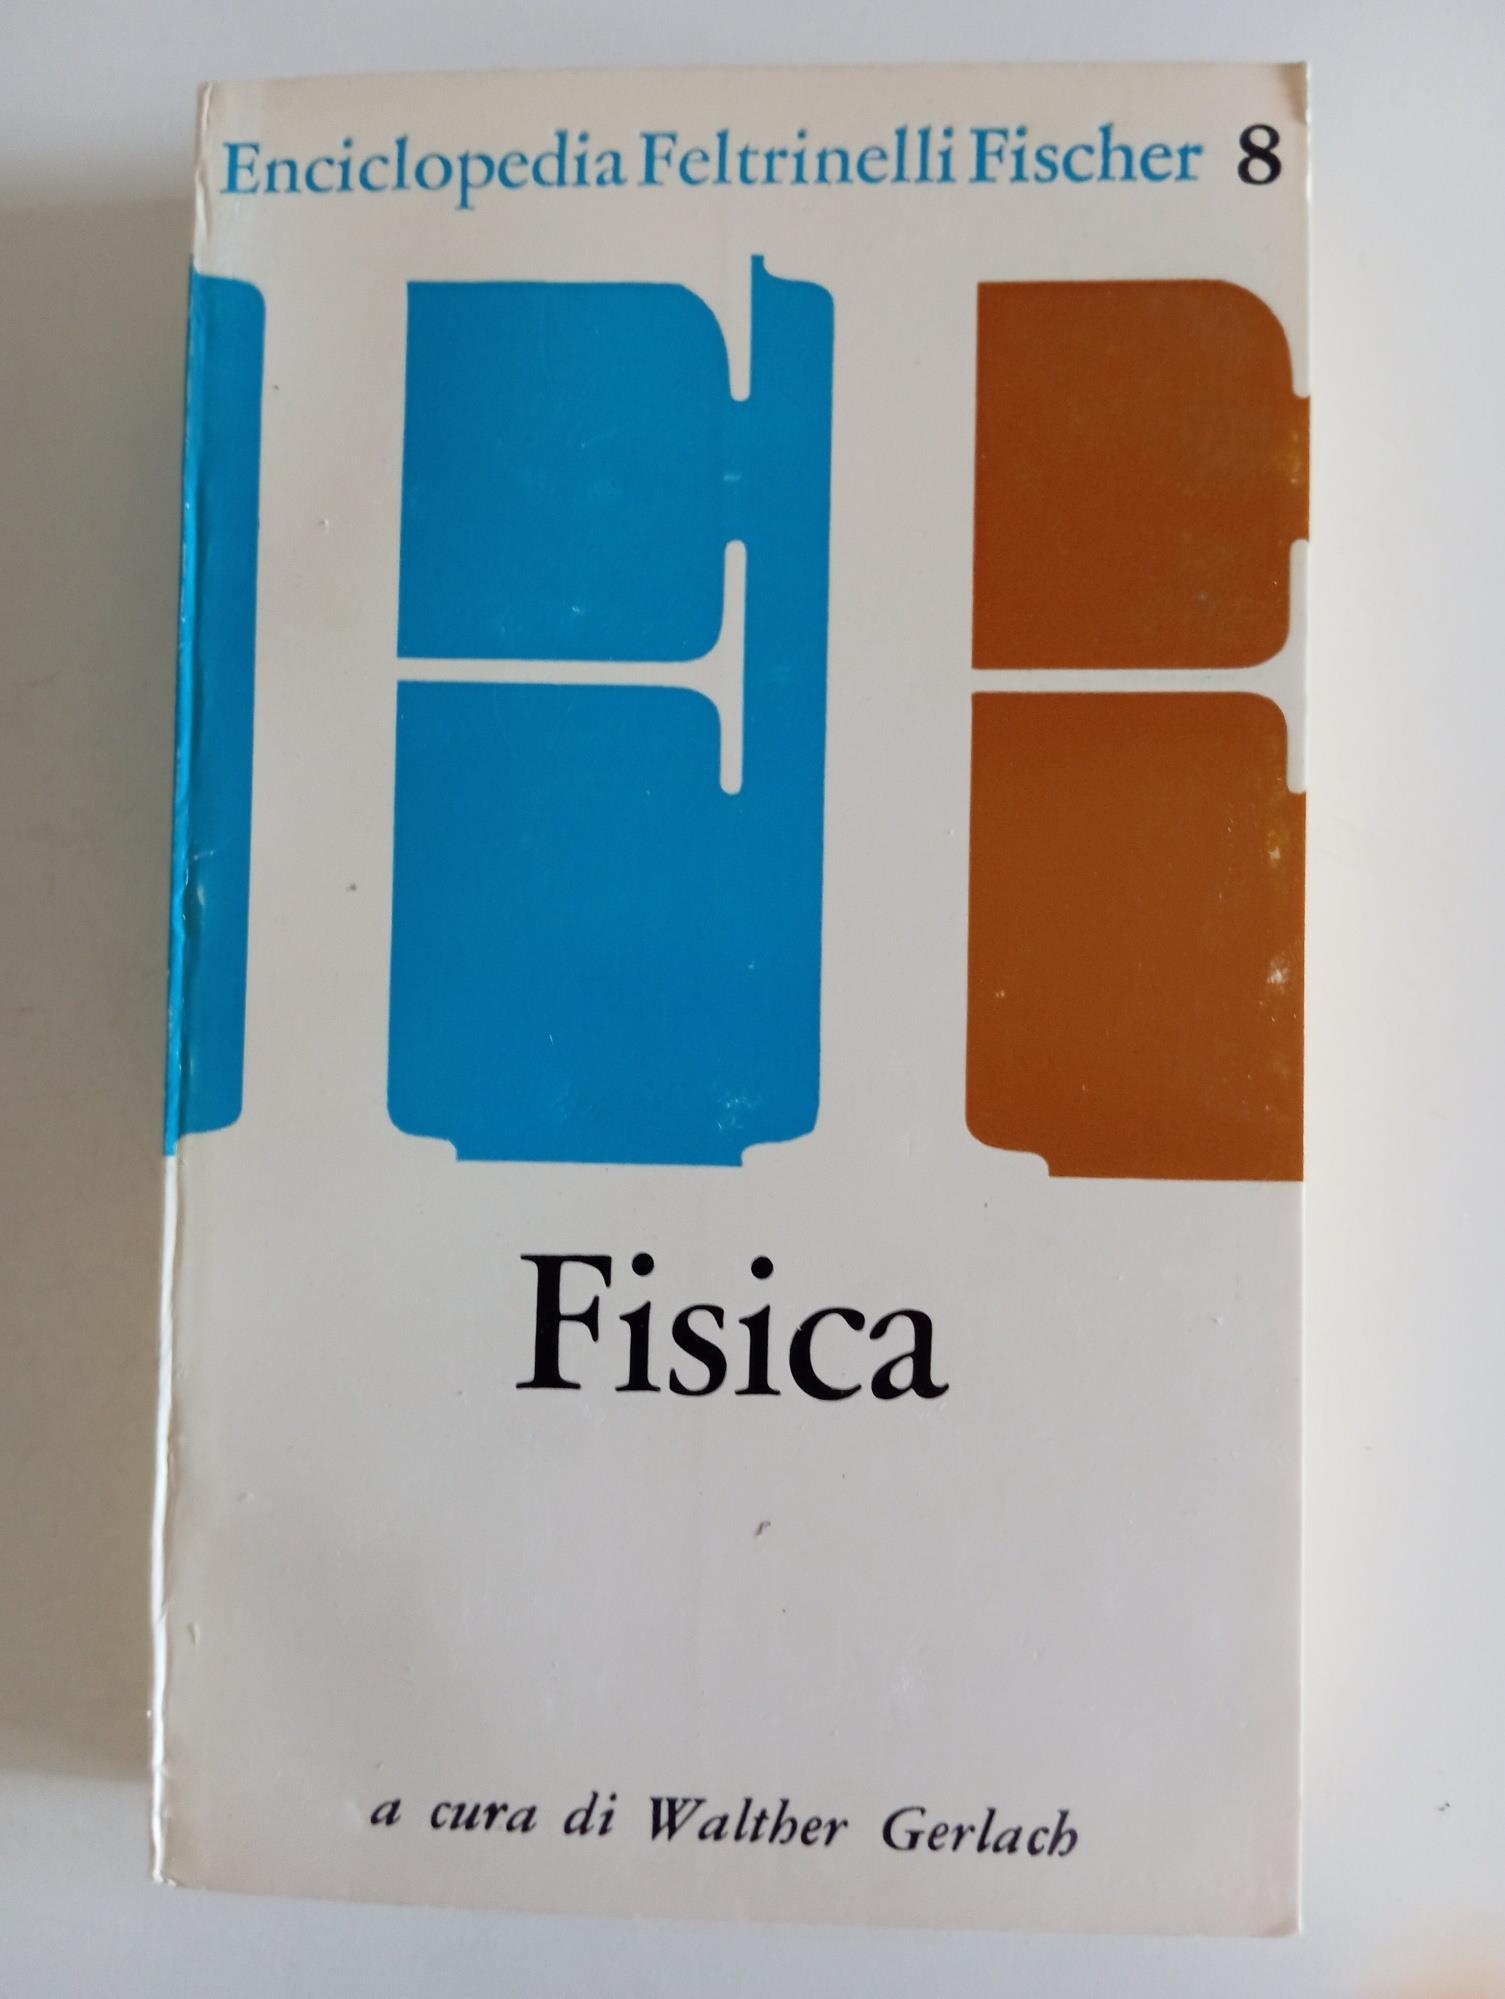 Enciclopedia Feltrinelli Fischer 8
Fisica
a cura di Walther Gerlach